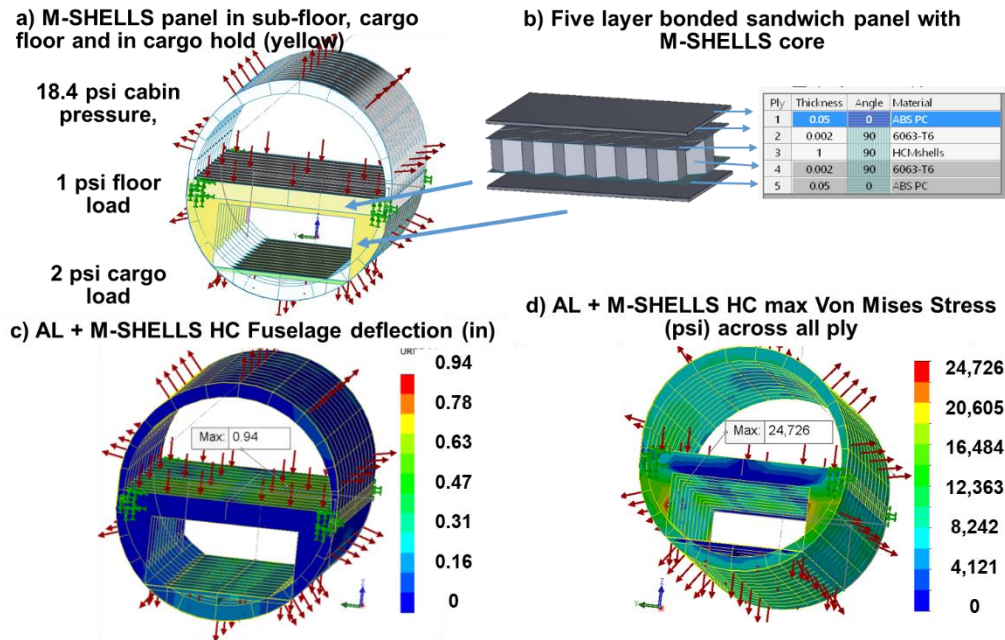 a) M-SHELLS panel in sub-floor, cargo
floor and in cargo hold (yellow)
18.4 psi cabin
pressure,
1 psi floor
load
2 psi cargo
load
b) Five layer bonded sandwich panel with
M-SHELLS core
Ply Thickness Angle Material
1 0.05 0 ABS PC
2 0.002 90 6063-T6
3 1 90 HCMshells
4 0.002 90 6063-T6
5 0.05 0 ABS PC
c) AL + M-SHELLS HC Fuselage deflection (in)
Max: 0.94
0.94
0.78
0.63
0.47
0.31
0.16
0
d) AL + M-SHELLS HC max Von Mises Stress
(psi) across all ply
Max: 24,726
24,726
20,605
16,484
12,363
8,242
4,121
0